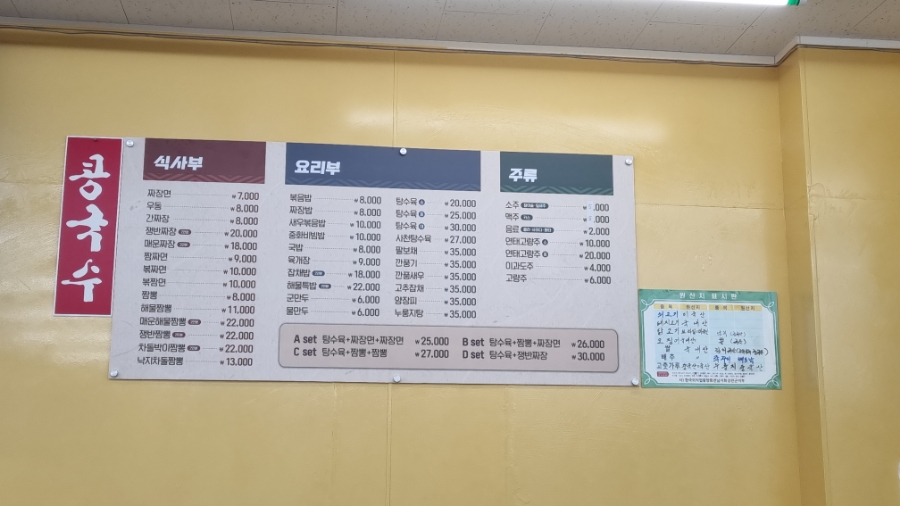 콩국수
식사부
짜장면 ₩7,000
우동 ₩8,000
간짜장 ₩8,000
쟁반짜장 ₩20,000
매운짜장 ₩18,000
짬짜면 ₩9,000
볶짜면 ₩10,000
볶짬면 ₩10,000
짬뽕 ₩8,000
해물짬뽕 ₩11,000
매운해물짬뽕 ₩22,000
쟁반짬뽕 ₩22,000
차돌박이짬뽕 ₩22,000
낙지차돌짬뽕 ₩13,000
요리부
볶음밥 ₩8,000
짜장밥 ₩8,000
새우볶음밥 ₩10,000
중화비빔밥 ₩10,000
국밥 ₩8,000
육개장 ₩9,000
잡채밥 ₩18,000
해물특밥 ₩22,000
군만두 ₩6,000
물만두 ₩6,000
탕수육 ₩20,000
탕수육 ₩25,000
탕수육 ₩30,000
사천탕수육 ₩27,000
팔보채 ₩35,000
깐풍기 ₩35,000
깐풍새우 ₩35,000
고추잡채 ₩35,000
양장피 ₩35,000
누룽지탕 ₩35,000
A set 탕수육+짜장면+짜장면 ₩25,000
B set 탕수육+짬뽕+짜장면 ₩26,000
C set 탕수육+짬뽕+짬뽕 ₩27,000
D set 탕수육+쟁반짜장 ₩30,000
주류
소주 ,000
맥주 ,000
음료 ₩2,000
연태고량주 ₩10,000
연태고량주 ₩20,000
이과두주 ₩4,000
고량주 ₩6,000
원산지표시판